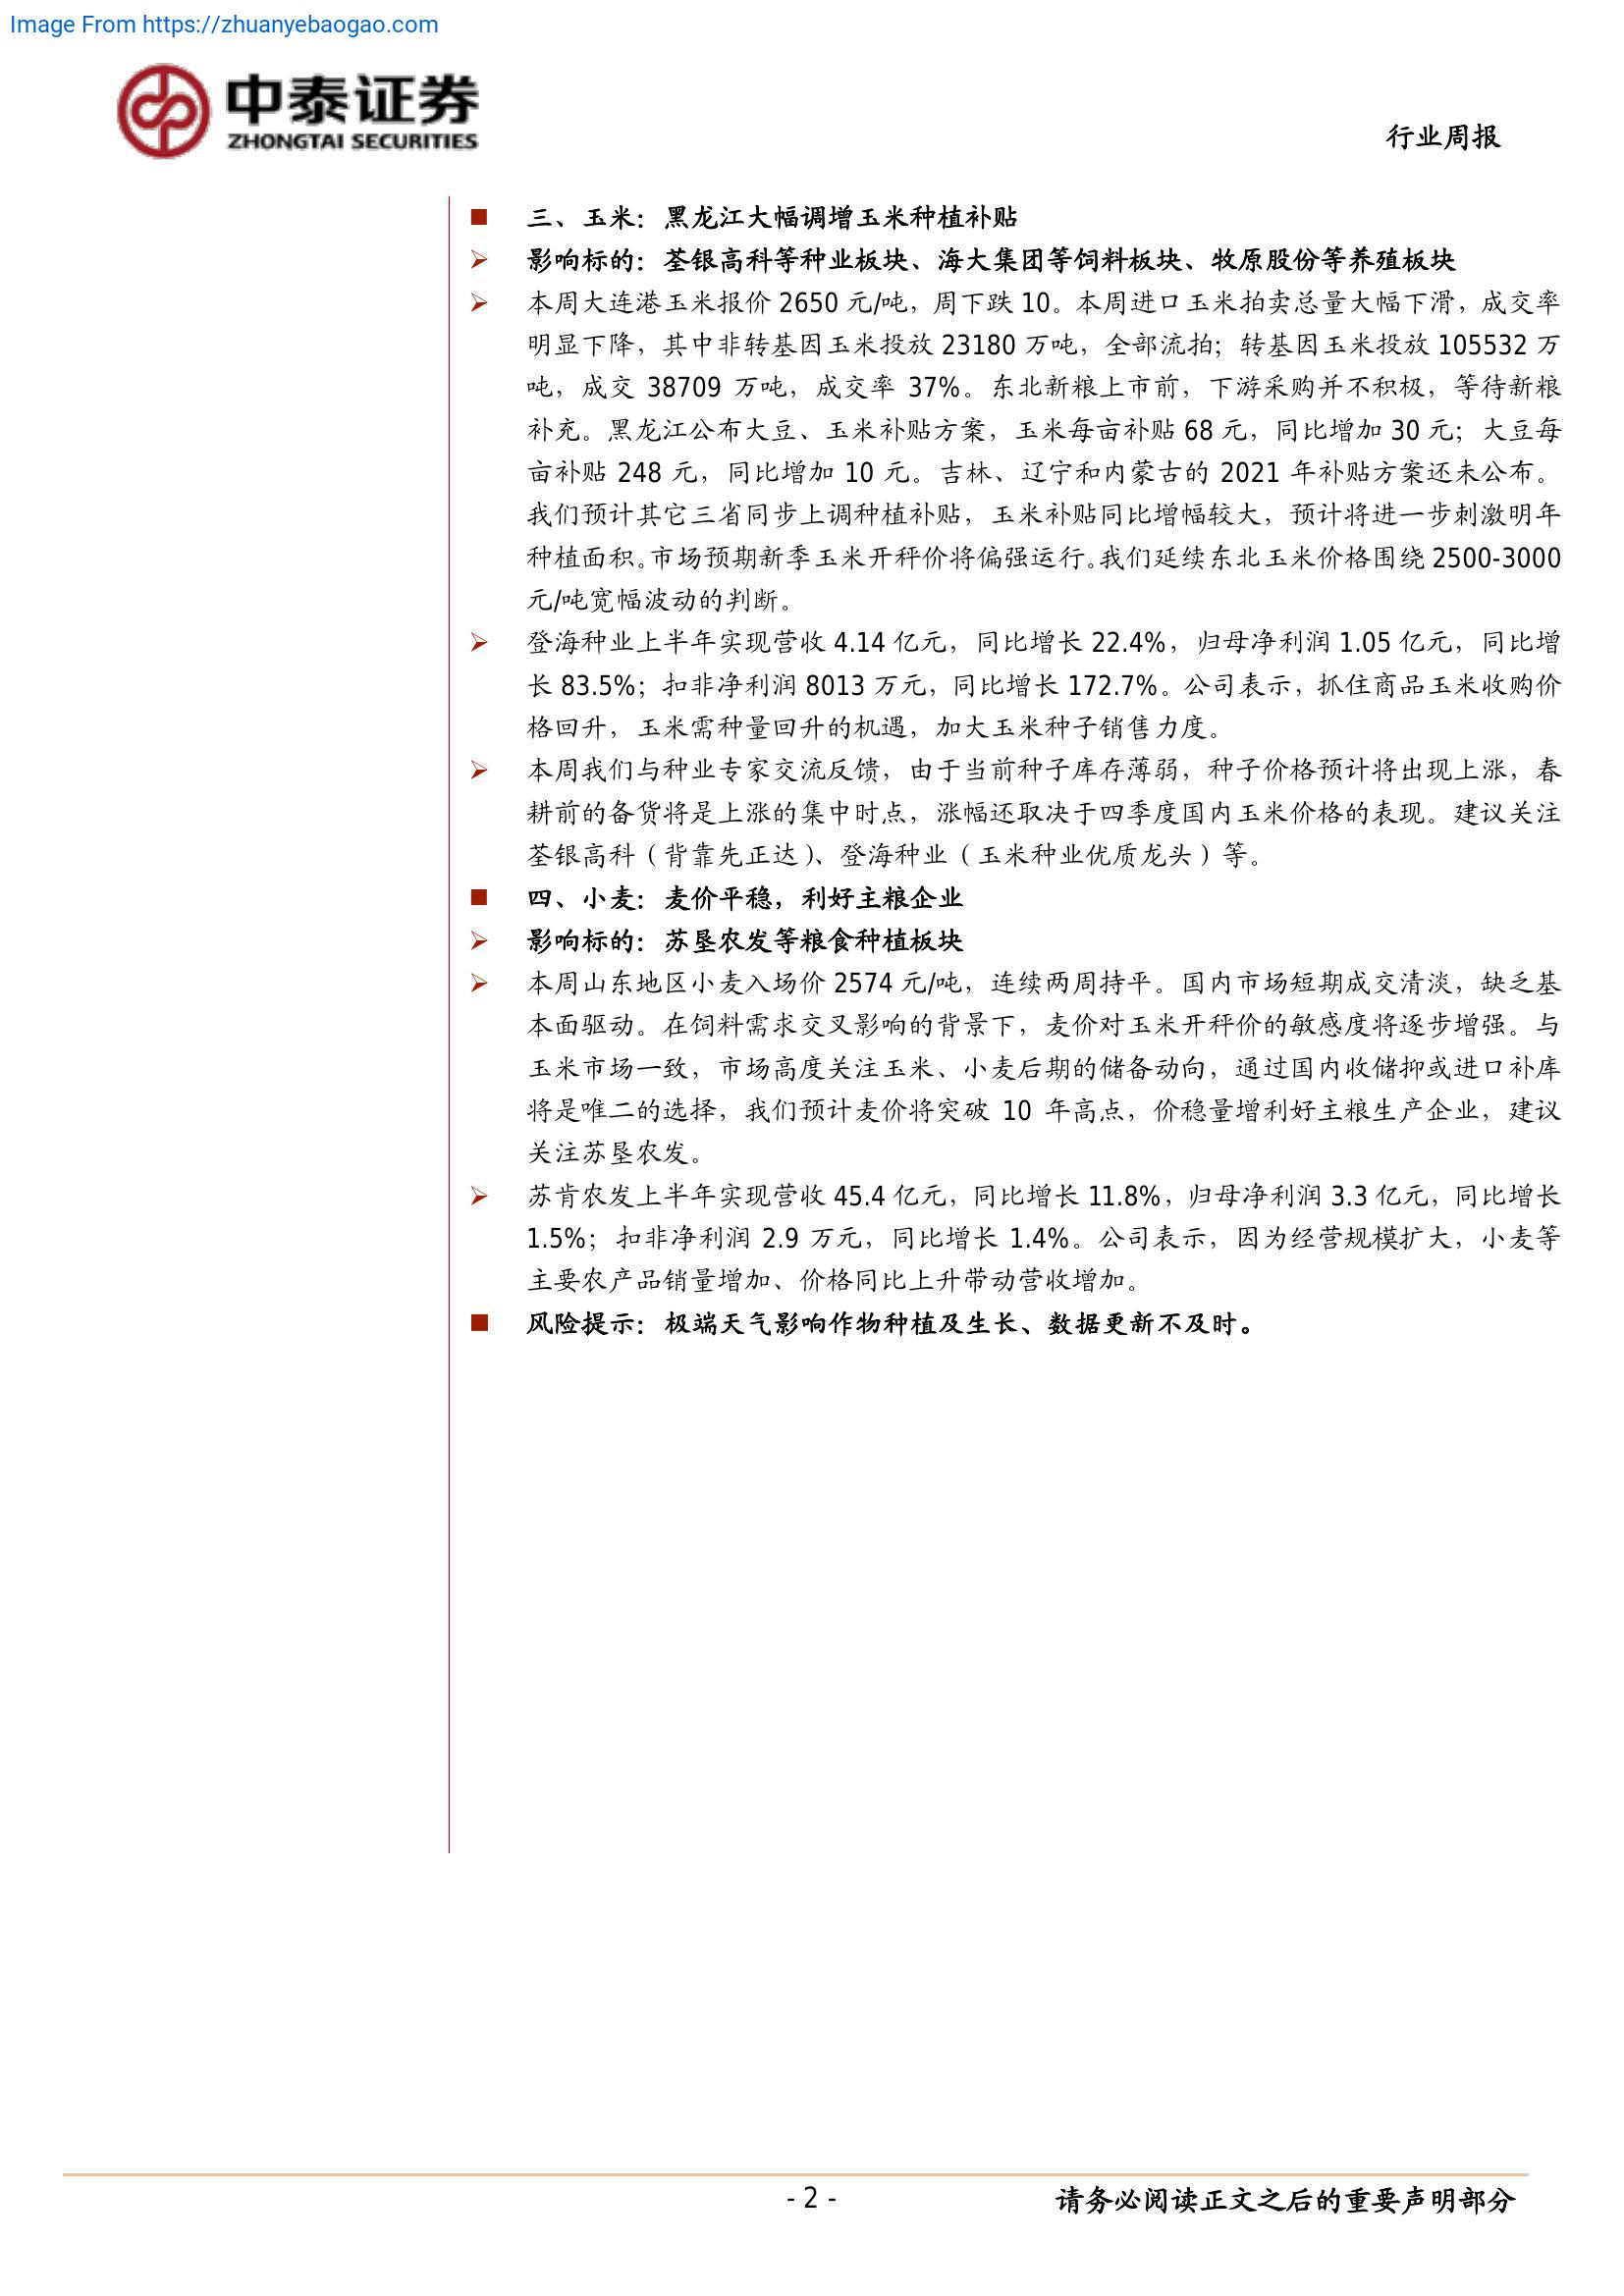 Image From https://zhuanyebaogao.com
中泰证券
ZHONGTAI SECURITIES
行业周报
三、玉米：黑龙江大幅调增玉米种植补贴
影响标的：荃银高科等种业板块、海大集团等饲料板块、牧原股份等养殖板块
本周大连港玉米报价 2650 元/吨，周下跌 10。本周进口玉米拍卖总量大幅下滑，成交率
明显下降，其中非转基因玉米投放 23180 万吨，全部流拍；转基因玉米投放 105532 万
吨，成交 38709 万吨，成交率 37%。东北新粮上市前，下游采购并不积极，等待新粮
补充。黑龙江公布大豆、玉米补贴方案，玉米每亩补贴 68 元，同比增加 30 元；大豆每
亩补贴 248 元，同比增加 10 元。吉林、辽宁和内蒙古的 2021 年补贴方案还未公布。
我们预计其它三省同步上调种植补贴，玉米补贴同比增幅较大，预计将进一步刺激明年
种植面积。市场预期新季玉米开秤价将偏强运行。我们延续东北玉米价格围绕 2500-3000
元/吨宽幅波动的判断。
登海种业上半年实现营收 4.14 亿元，同比增长 22.4%，归母净利润 1.05 亿元，同比增
长 83.5%；扣非净利润 8013 万元，同比增长 172.7%。公司表示，抓住商品玉米收购价
格回升，玉米需种量回升的机遇，加大玉米种子销售力度。
本周我们与种业专家交流反馈，由于当前种子库存薄弱，种子价格预计将出现上涨，春
耕前的备货将是上涨的集中时点，涨幅还取决于四季度国内玉米价格的表现。建议关注
荃银高科（背靠先正达）、登海种业（玉米种业优质龙头）等。
四、小麦：麦价平稳，利好主粮企业
影响标的：苏垦农发等粮食种植板块
本周山东地区小麦入场价 2574 元/吨，连续两周持平。国内市场短期成交清淡，缺乏基
本面驱动。在饲料需求交叉影响的背景下，麦价对玉米开秤价的敏感度将逐步增强。与
玉米市场一致，市场高度关注玉米、小麦后期的储备动向，通过国内收储抑或进口补库
将是唯二的选择，我们预计麦价将突破 10 年高点，价稳量增利好主粮生产企业，建议
关注苏垦农发。
苏肯农发上半年实现营收 45.4 亿元，同比增长 11.8%，归母净利润 3.3 亿元，同比增长
1.5%；扣非净利润 2.9 万元，同比增长 1.4%。公司表示，因为经营规模扩大，小麦等
主要农产品销量增加、价格同比上升带动营收增加。
风险提示：极端天气影响作物种植及生长、数据更新不及时。
- 2 -
请务必阅读正文之后的重要声明部分